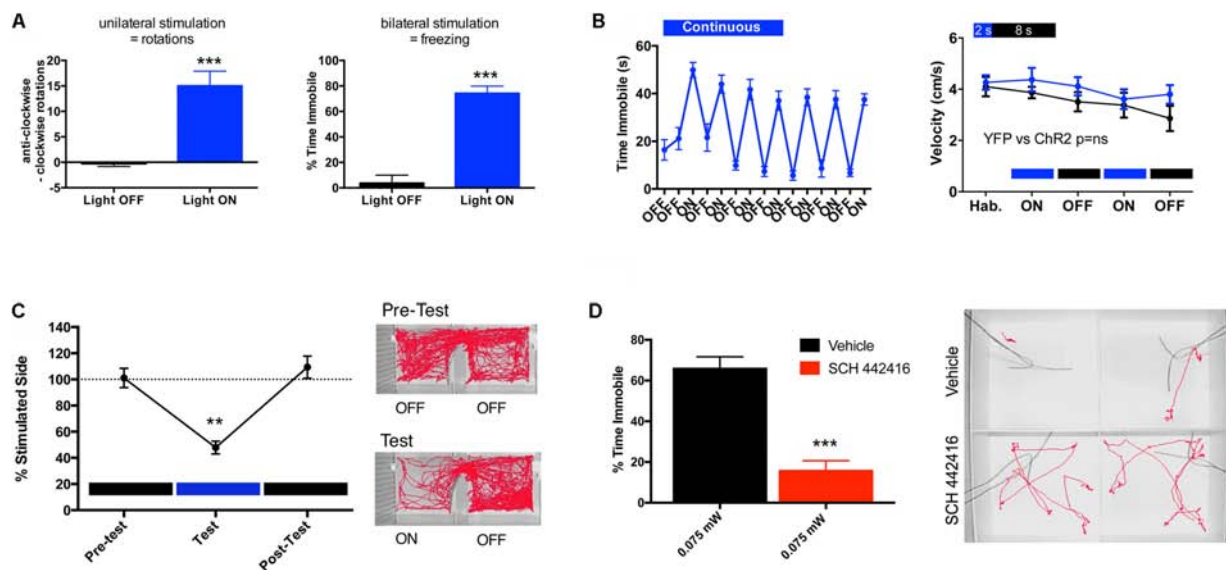 A
unilateral stimulation
= rotations
anti-clockwise
- clockwise rotations
20
15
10
5
0
-5
***
Light OFF
Light ON
bilateral stimulation
= freezing
% Time Immobile
100
80
60
40
20
0
***
Light OFF
Light ON
B
Continuous
Time Immobile (s)
60
40
20
0
OFF
OFF
ON
OFF
ON
OFF
ON
OFF
ON
OFF
ON
OFF
ON
OFF
ON
2 s
8 s
Velocity (cm/s)
6
4
2
0
YFP vs ChR2 p=ns
Hab.
ON
OFF
ON
OFF
C
% Stimulated Side
140
120
100
80
60
40
20
0
**
Pre-test
Test
Post-Test
Pre-Test
OFF
OFF
Test
ON
OFF
D
% Time Immobile
80
60
40
20
0
Vehicle
SCH 442416
***
0.075 mW
0.075 mW
Vehicle
SCH 442416